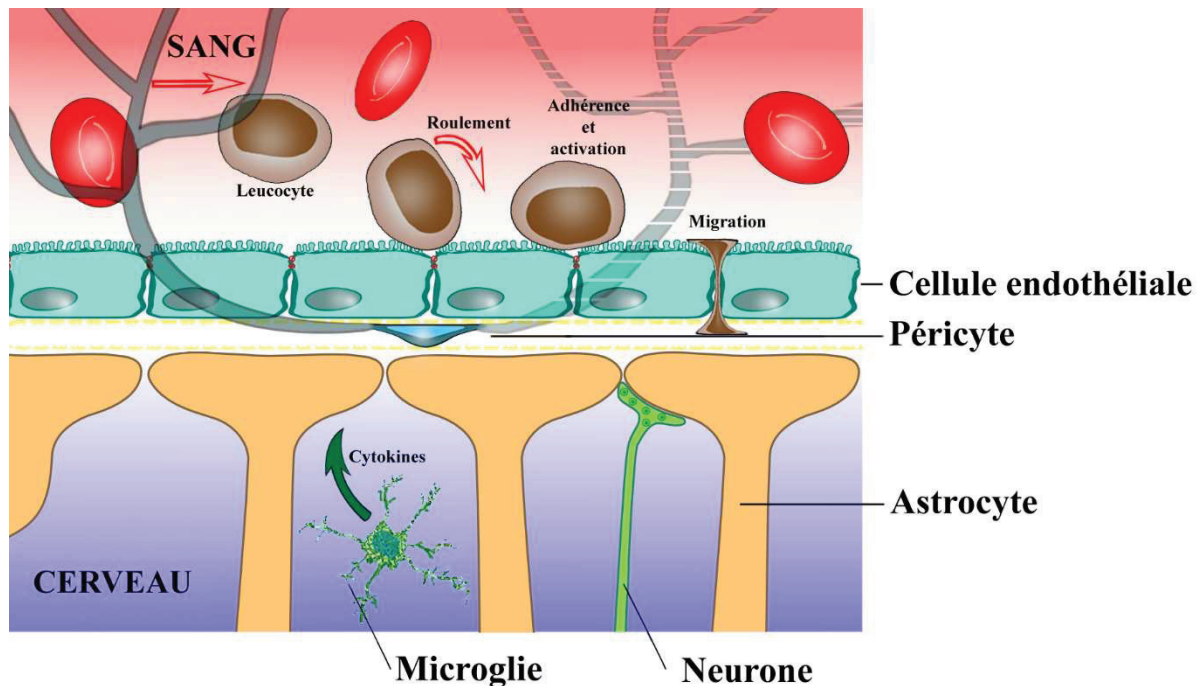 SANG
Roulement
Adhérence
et
activation
Leucocyte
Migration
Cellule endothéliale
Péricyte
Cytokines
Astrocyte
CERVEAU
Microglie
Neurone